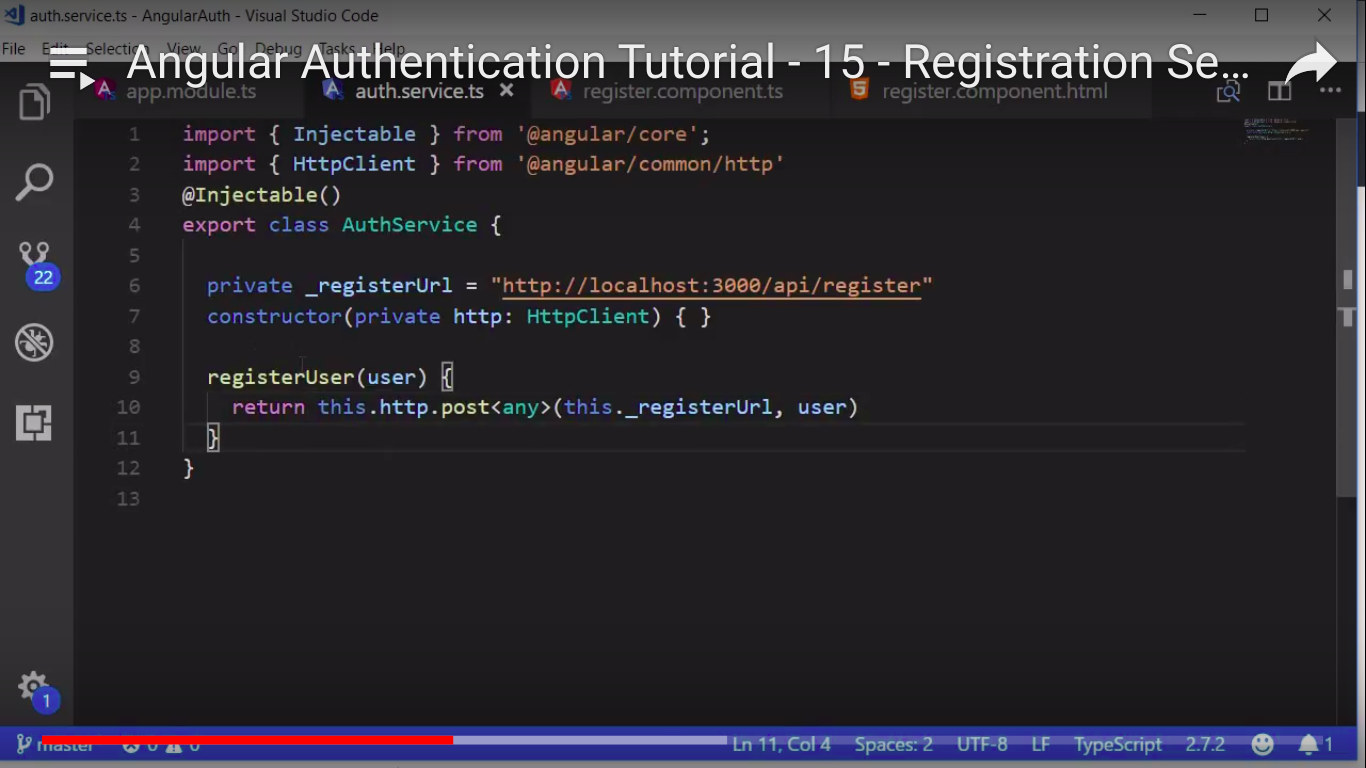 auth.service.ts - AngularAuth - Visual Studio Code
File Edit Selection View Go Debug Tasks Help
Angular Authentication Tutorial - 15 - Registration Se...
app.module.ts auth.service.ts register.component.ts register.component.html
1 import { Injectable } from '@angular/core';
2 import { HttpClient } from '@angular/common/http'
3 @Injectable()
4 export class AuthService {
5
6 private _registerUrl = "http://localhost:3000/api/register"
7 constructor(private http: HttpClient) { }
8
9 registerUser(user) {
10 return this.http.post<any>(this._registerUrl, user)
11 }
12 }
13
22
1
master 0 0 Ln 11, Col 4 Spaces: 2 UTF-8 LF TypeScript 2.7.2 1